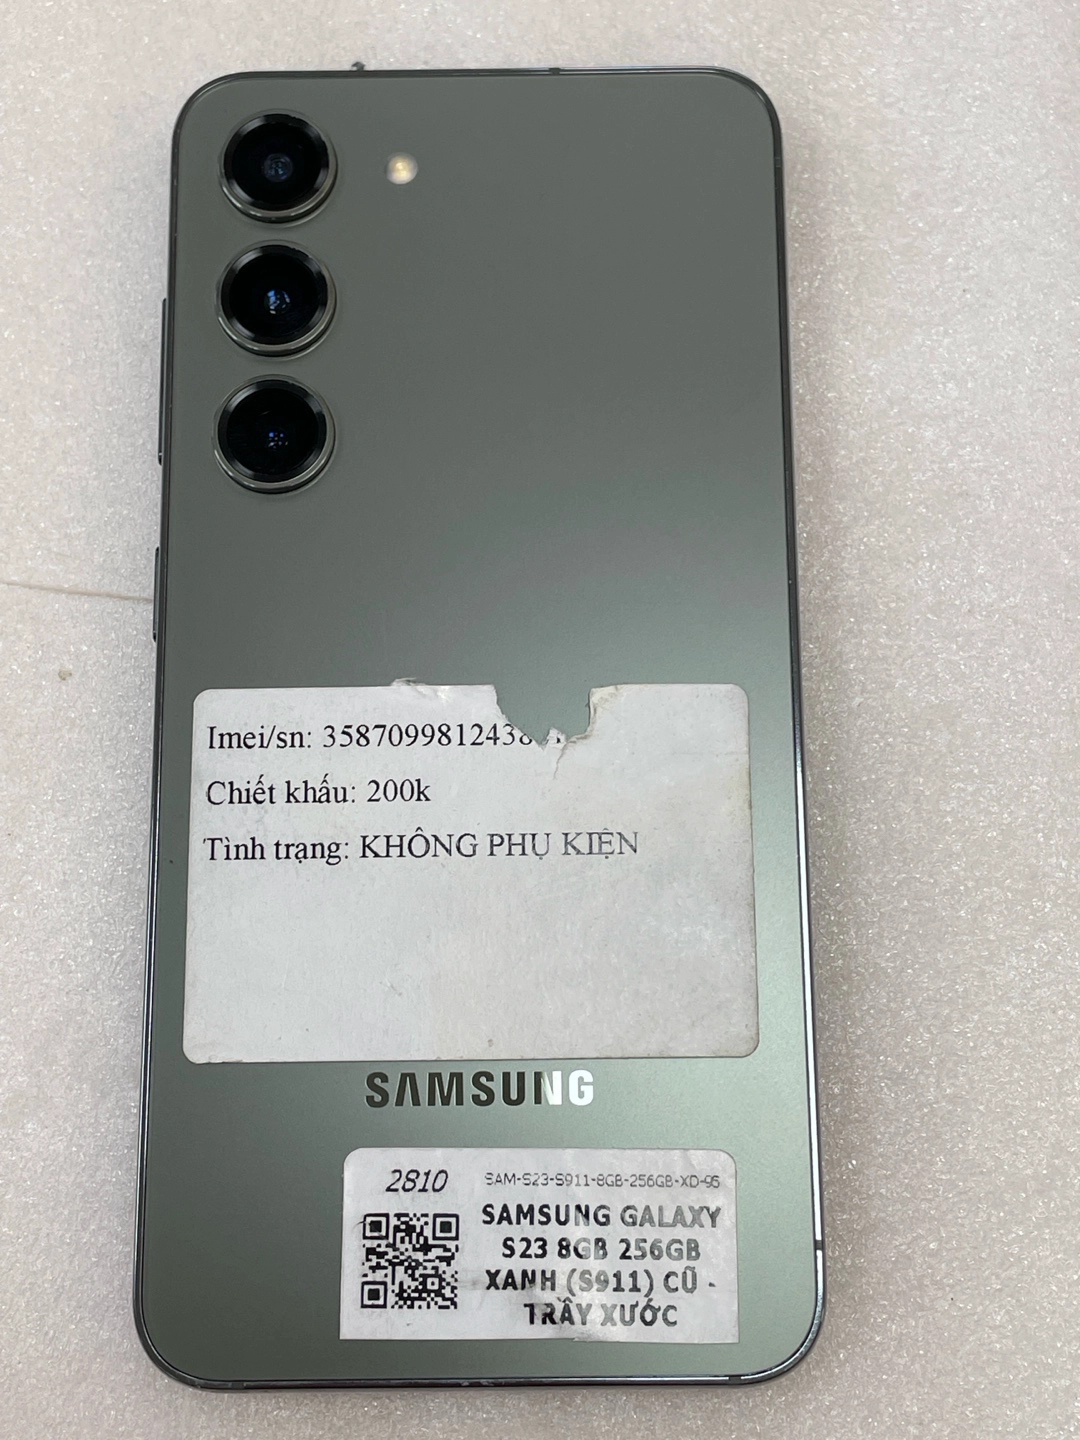 Imei/sn:
Chiết khấu: 200k
Tình trạng: KHÔNG PHỤ KIỆN
SAMSUNG
2810
SAM-S23-S911-8GB-256GB-XD-95
SAMSUNG GALAXY
S23 8GB 256GB
XANH (S911) CŨ -
TRẦY XƯỚC